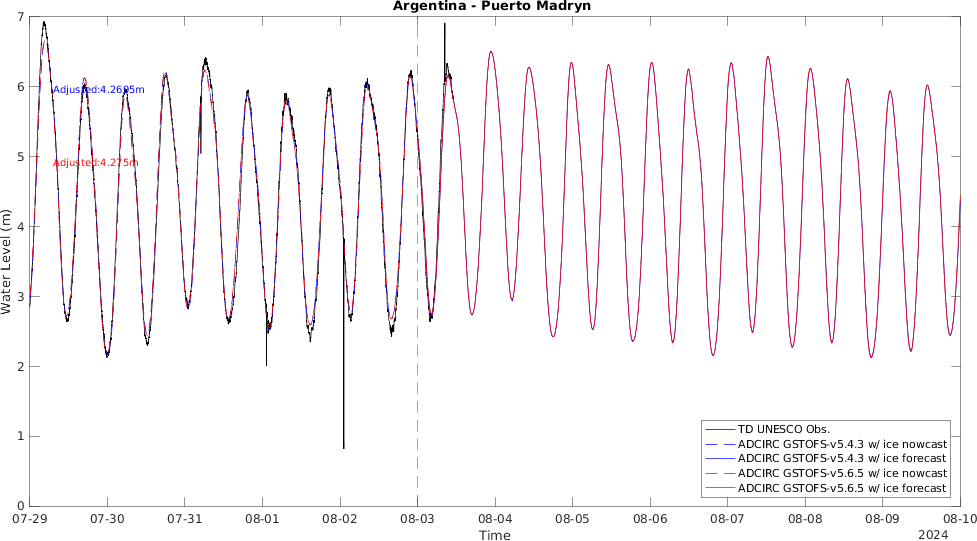 Argentina - Puerto Madryn
7
6
5
4
3
2
1
0
Water Level (m)
Adjusted:4.2695m
Adjusted:4.275m
TD UNESCO Obs.
ADCIRC GSTOFS-v5.4.3 w/ ice nowcast
ADCIRC GSTOFS-v5.4.3 w/ ice forecast
ADCIRC GSTOFS-v5.6.5 w/ ice nowcast
ADCIRC GSTOFS-v5.6.5 w/ ice forecast
07-29 07-30 07-31 08-01 08-02 08-03 08-04 08-05 08-06 08-07 08-08 08-09 08-10
Time
2024